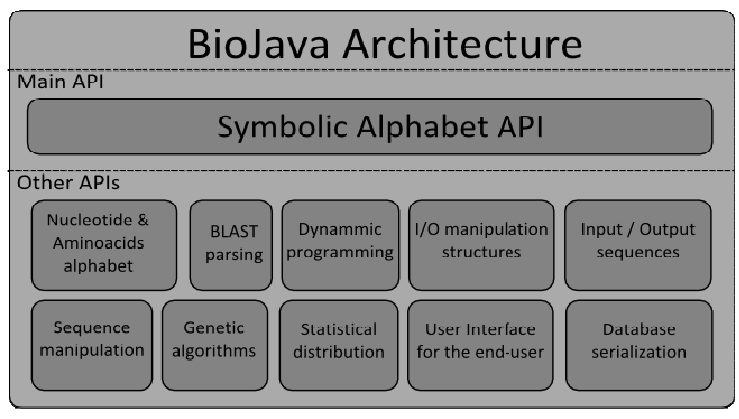 BioJava Architecture
Main API
Symbolic Alphabet API
Other APIs
Nucleotide &
Aminoacids
alphabet
BLAST
parsing
Dynammic
programming
I/O manipulation
structures
Input / Output
sequences
Sequence
manipulation
Genetic
algorithms
Statistical
distribution
User Interface
for the end-user
Database
serialization